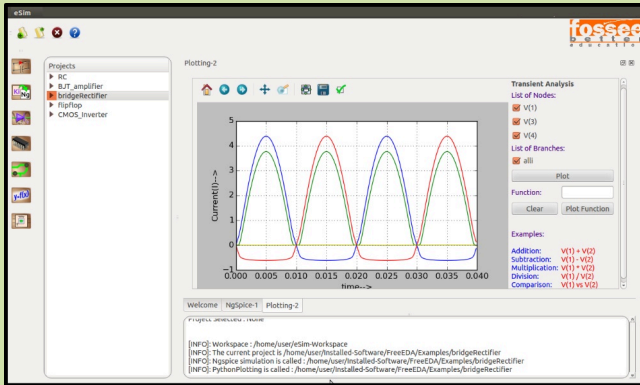 eSim
fossee
better
education
Projects
RC
BJT_amplifier
bridgeRectifier
flipflop
CMOS_Inverter
Plotting-2
Current(I)-->
5
4
3
2
1
0
−1
0.000 0.005 0.010 0.015 0.020 0.025 0.030 0.035 0.040
time-->
Transient Analysis
List of Nodes:
V(1)
V(3)
V(4)
List of Branches:
alli
Plot
Function:
Clear Plot Function
Examples:
Addition: V(1) + V(2)
Subtraction: V(1) - V(2)
Multiplication: V(1) * V(2)
Division: V(1) / V(2)
Comparison: V(1) vs V(2)
Welcome NgSpice-1 Plotting-2
Project Selected : None
[INFO]: Workspace : /home/user/eSim-Workspace
[INFO]: The current project is /home/user/Installed-Software/FreeEDA/Examples/bridgeRectifier
[INFO]: Ngspice simulation is called : /home/user/Installed-Software/FreeEDA/Examples/bridgeRectifier
[INFO]: PythonPlotting is called : /home/user/Installed-Software/FreeEDA/Examples/bridgeRectifier